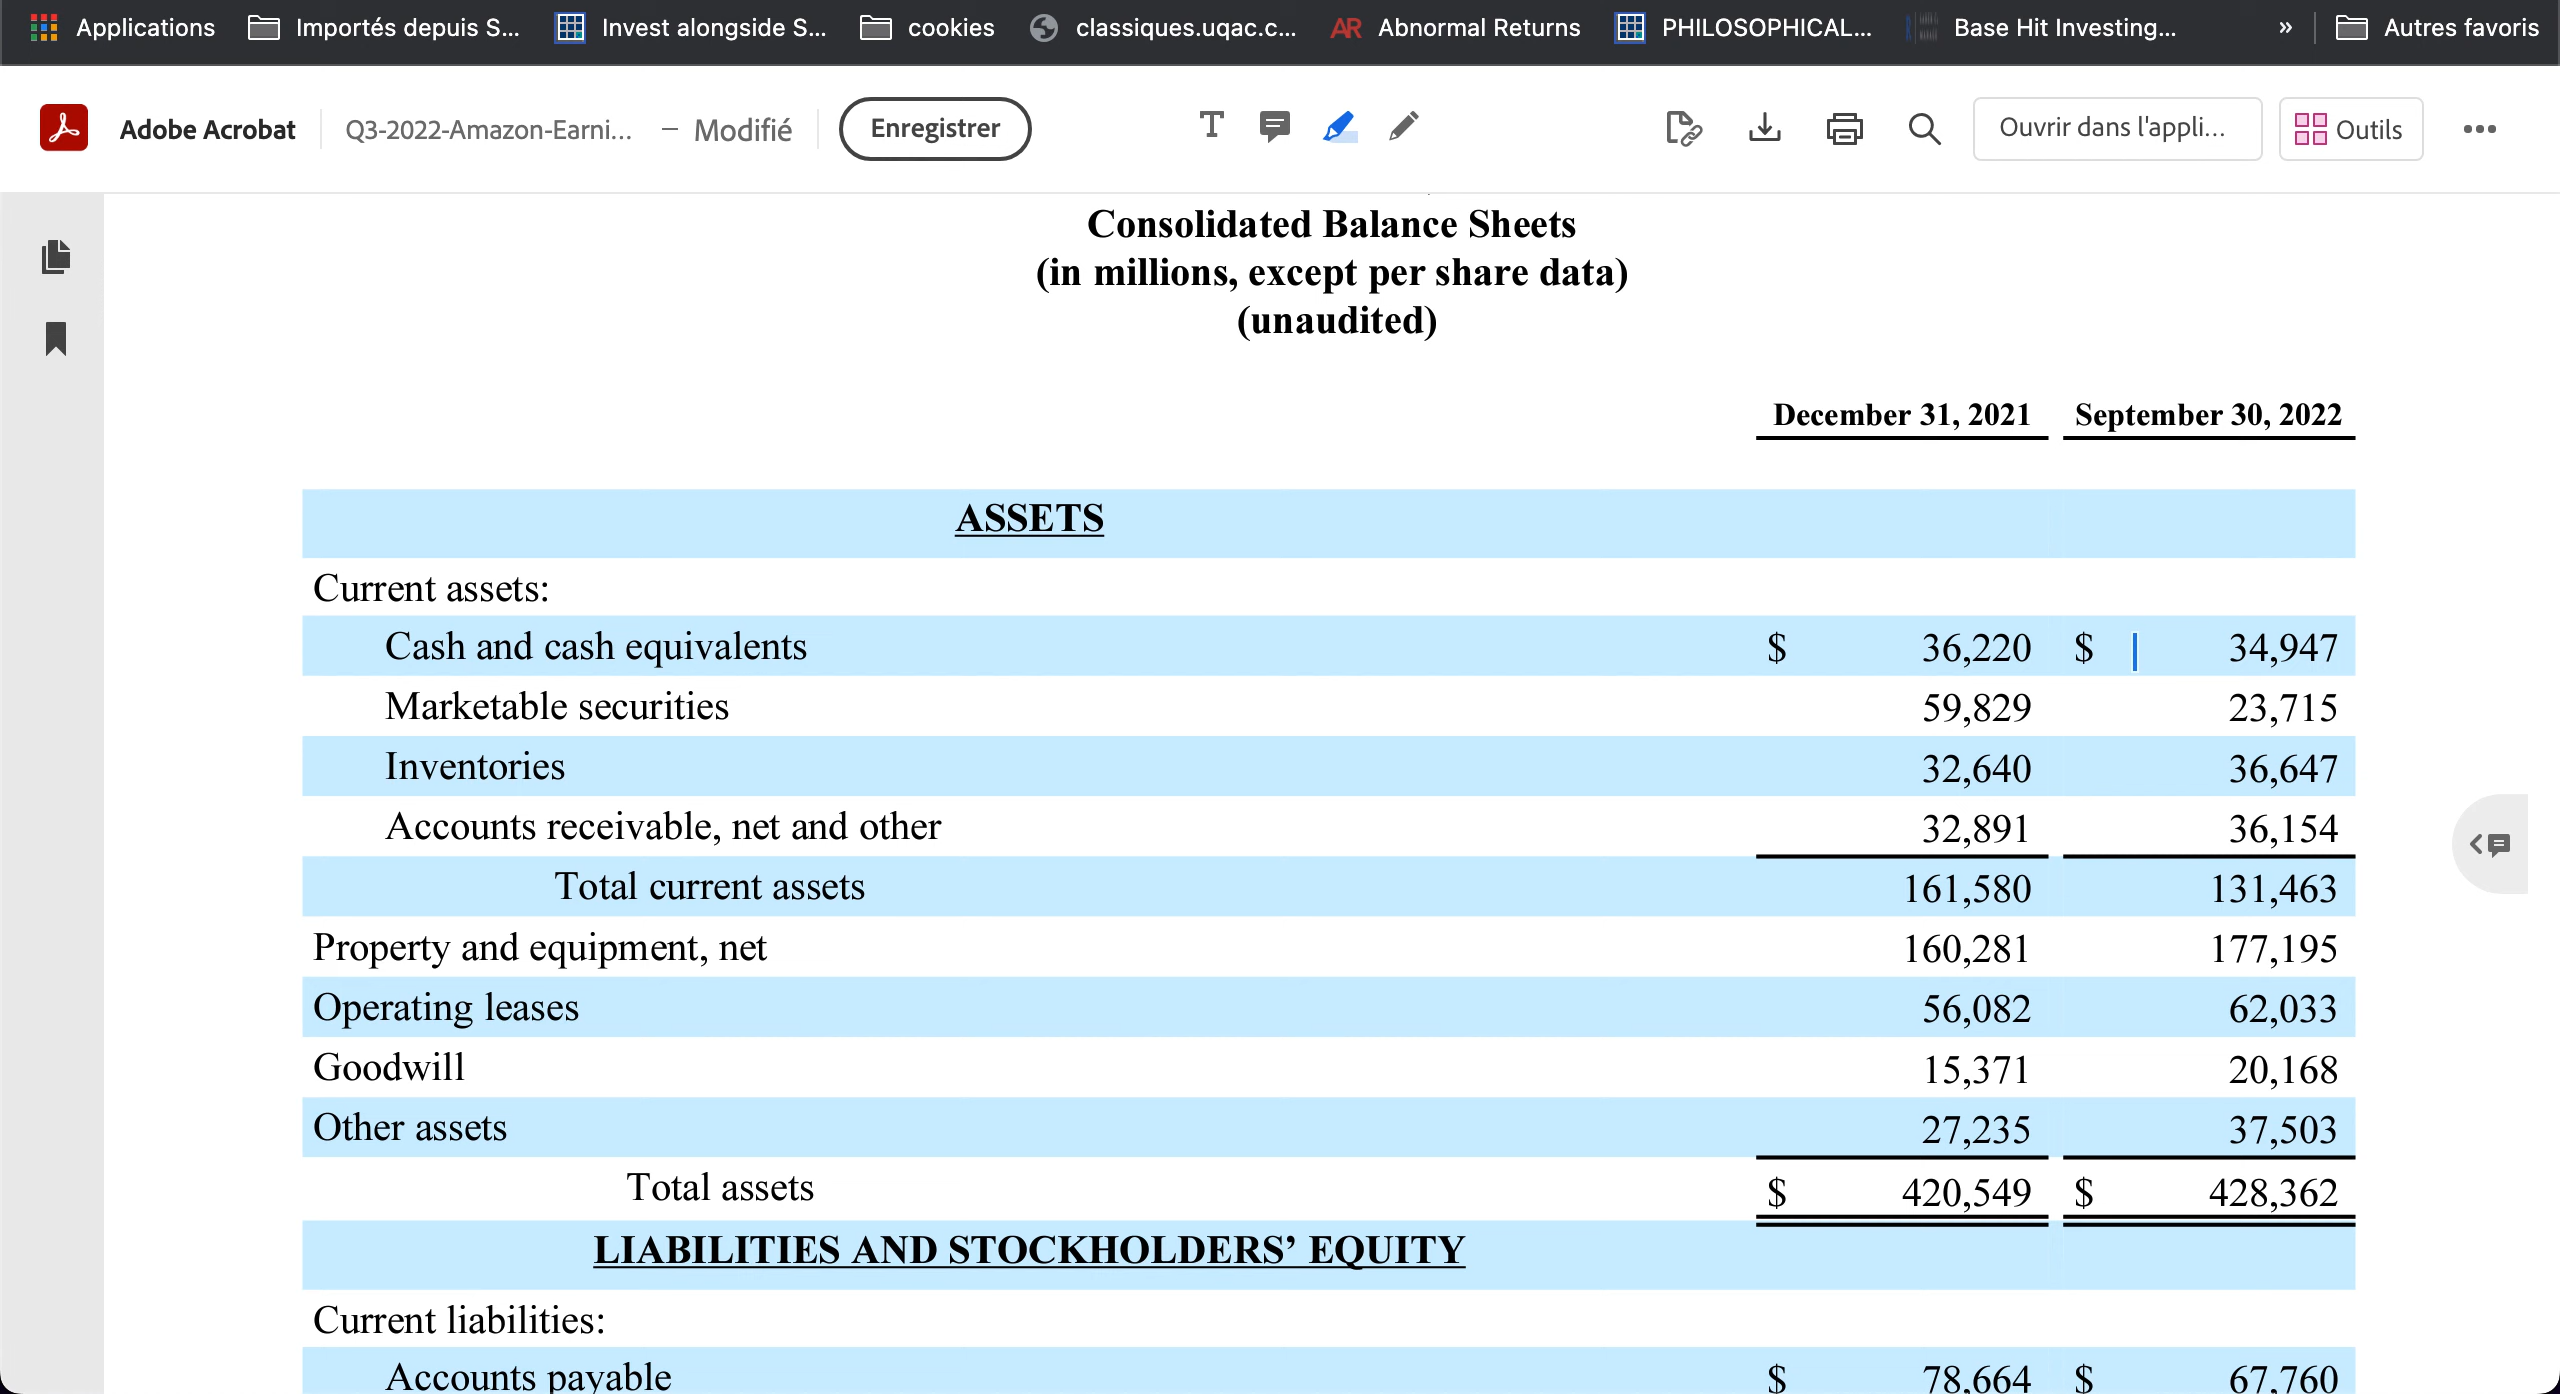 Applications Importés depuis S... Invest alongside S... cookies classiques.uqac.c... AR Abnormal Returns PHILOSOPHICAL... Base Hit Investing... » Autres favoris
Adobe Acrobat Q3-2022-Amazon-Earni... — Modifié Enregistrer T Ouvrir dans l'appli... Outils
Consolidated Balance Sheets
(in millions, except per share data)
(unaudited)
December 31, 2021 September 30, 2022
ASSETS
Current assets:
Cash and cash equivalents $ 36,220 $ 34,947
Marketable securities 59,829 23,715
Inventories 32,640 36,647
Accounts receivable, net and other 32,891 36,154
Total current assets 161,580 131,463
Property and equipment, net 160,281 177,195
Operating leases 56,082 62,033
Goodwill 15,371 20,168
Other assets 27,235 37,503
Total assets $ 420,549 $ 428,362
LIABILITIES AND STOCKHOLDERS’ EQUITY
Current liabilities:
Accounts payable $ 78,664 $ 67,760